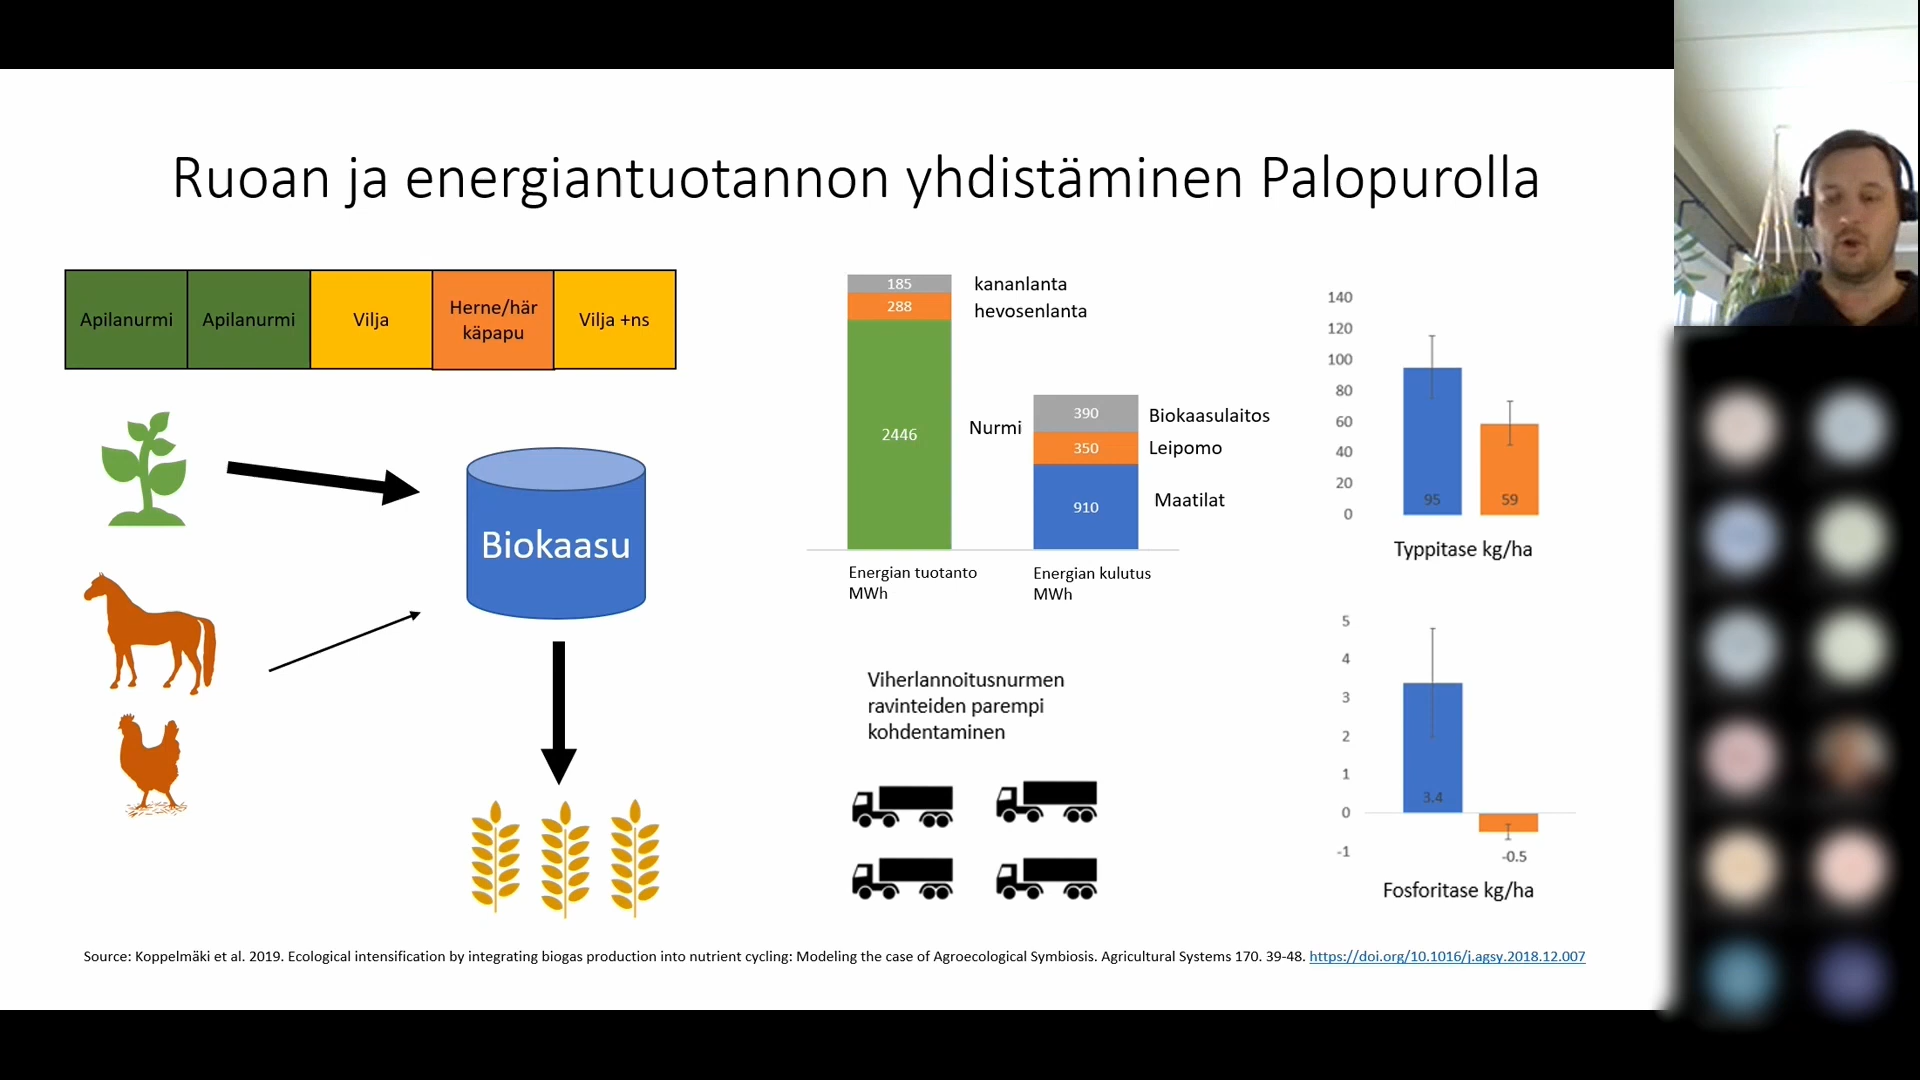 Ruoan ja energiantuotannon yhdistäminen Palopurolla
Apilanurmi
Apilanurmi
Vilja
Herne/här
käpapu
Vilja +ns
Biokaasu
185
kananlanta
288
hevosenlanta
2446
Nurmi
390
Biokaasulaitos
350
Leipomo
910
Maatilat
Energian tuotanto
MWh
Energian kulutus
MWh
Viherlannoitusnurmen
ravinteiden parempi
kohdentaminen
140
120
100
80
60
40
20
0
95
59
Typpitase kg/ha
5
4
3
2
1
0
-1
3.4
-0.5
Fosforitase kg/ha
Source: Koppelmäki et al. 2019. Ecological intensification by integrating biogas production into nutrient cycling: Modeling the case of Agroecological Symbiosis. Agricultural Systems 170. 39-48. https://doi.org/10.1016/j.agsy.2018.12.007